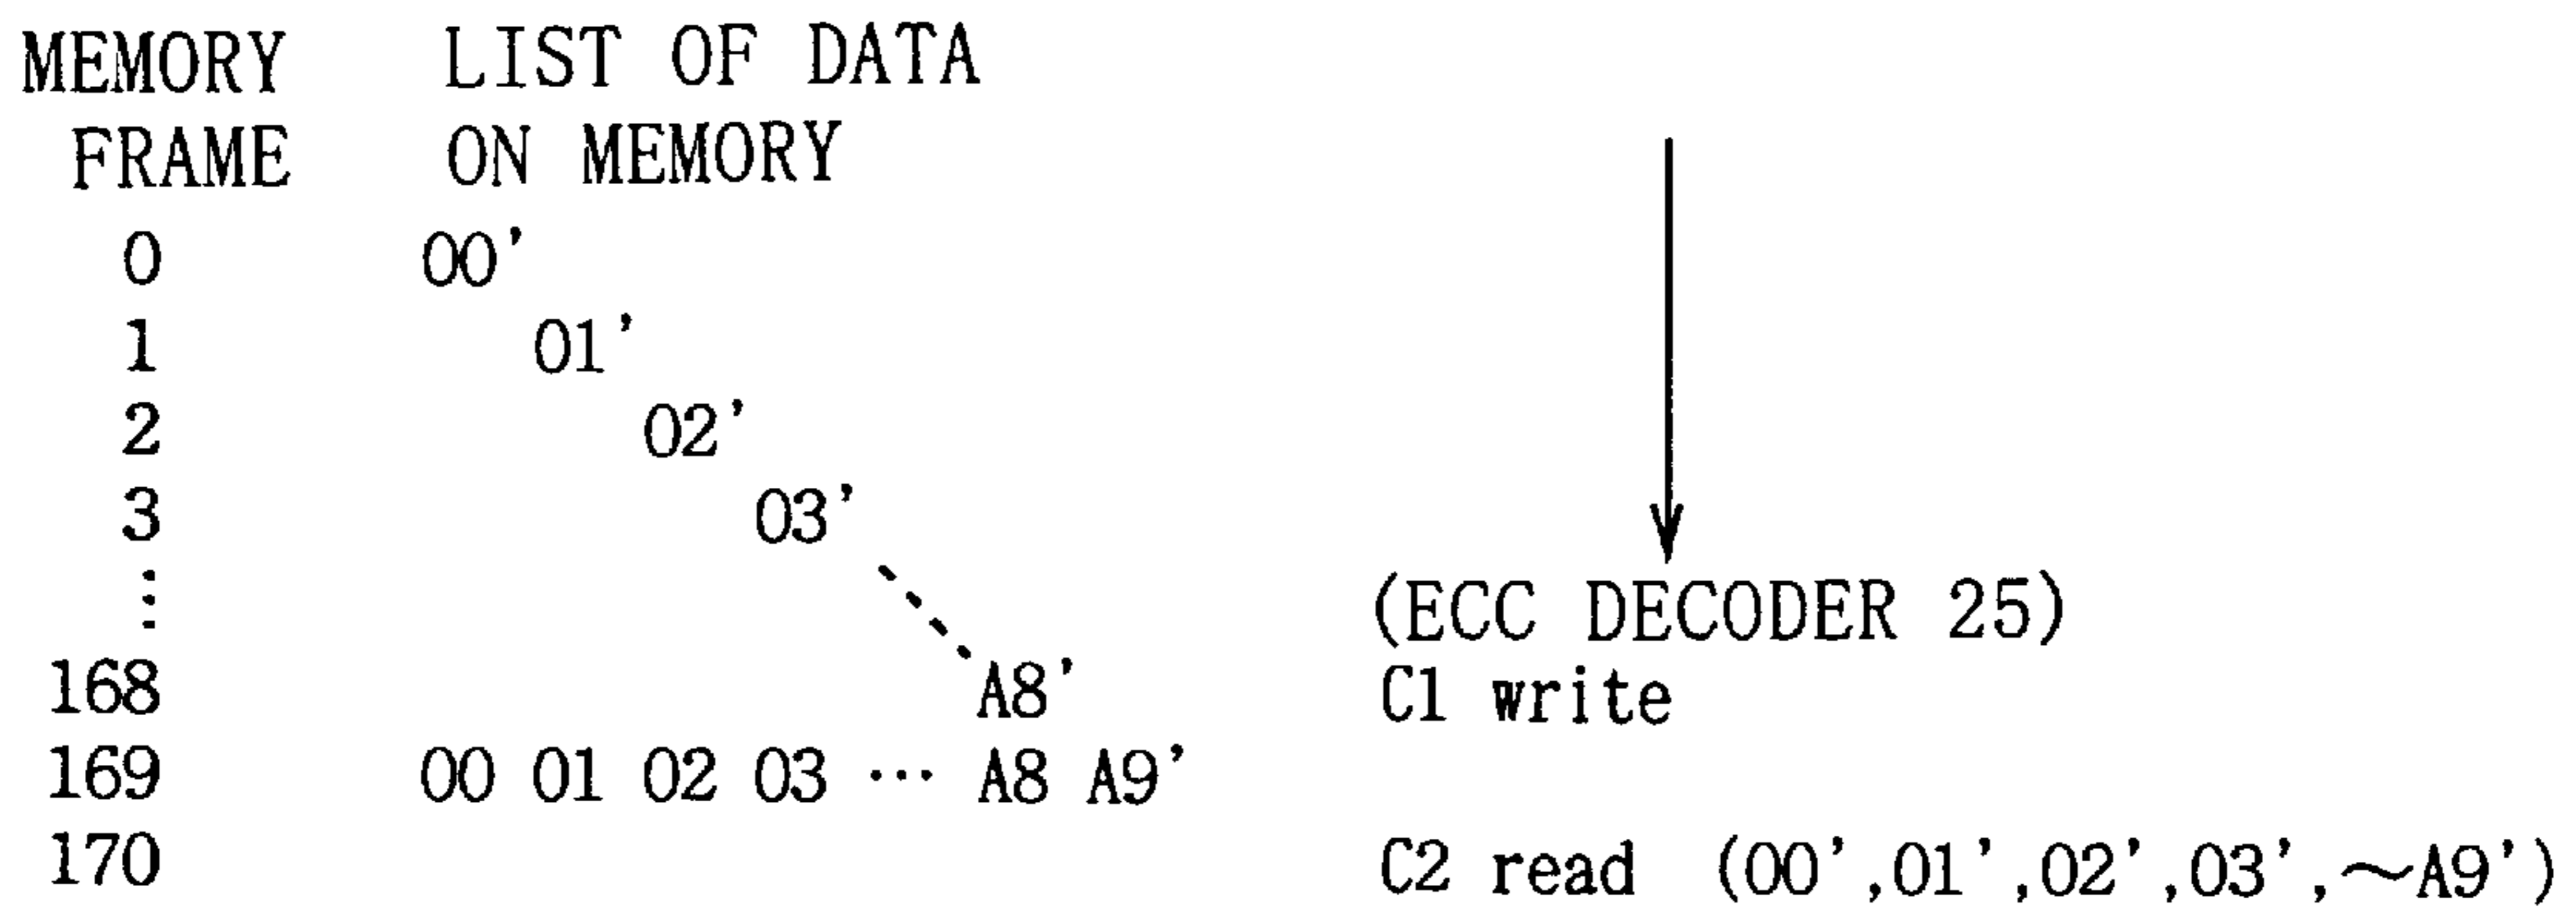 MEMORY LIST OF DATA
FRAME ON MEMORY
0 00'
1 01'
2 02'
3 03'
⋮ (ECC DECODER 25)
168 A8' C1 write
169 00 01 02 03 ··· A8 A9'
170 C2 read (00',01',02',03',～A9')